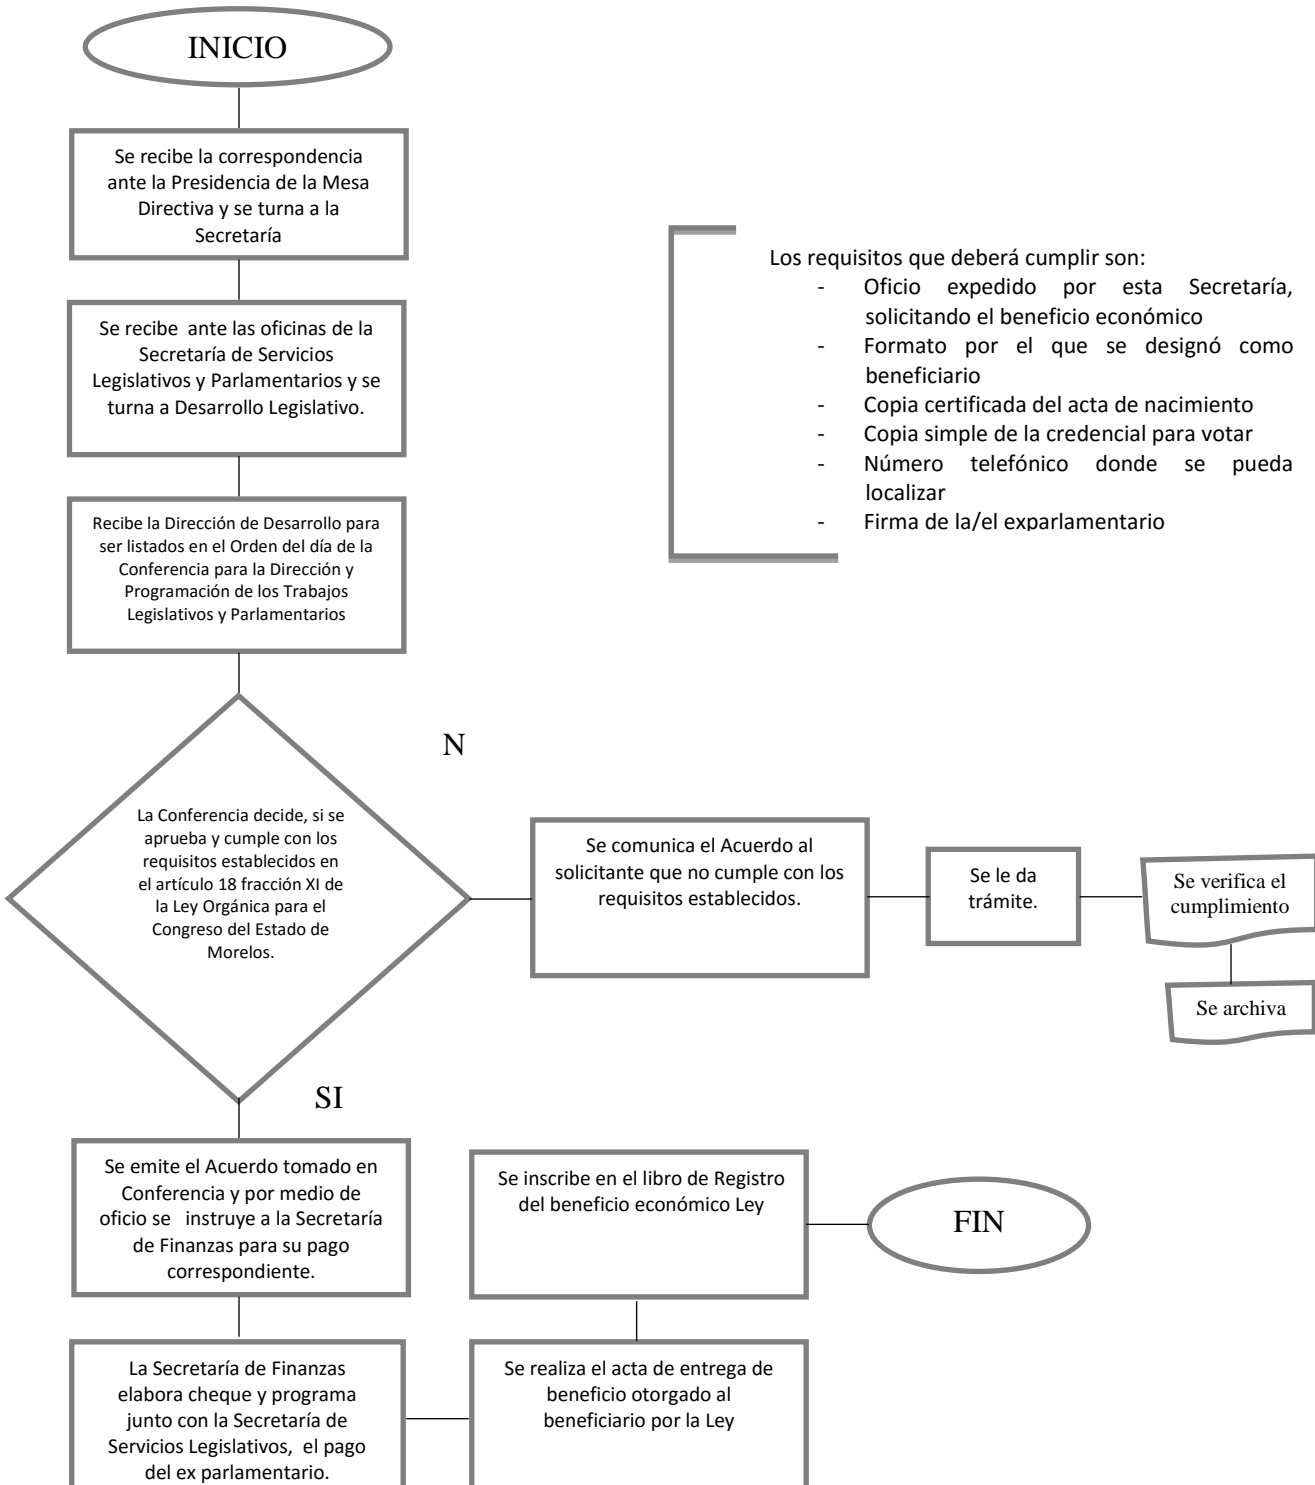 INICIO
Se recibe la correspondencia
ante la Presidencia de la Mesa
Directiva y se turna a la
Secretaría
Se recibe ante las oficinas de la
Secretaría de Servicios
Legislativos y Parlamentarios y se
turna a Desarrollo Legislativo.
Recibe la Dirección de Desarrollo para
ser listados en el Orden del día de la
Conferencia para la Dirección y
Programación de los Trabajos
Legislativos y Parlamentarios
Los requisitos que deberá cumplir son:
- Oficio expedido por esta Secretaría,
solicitando el beneficio económico
- Formato por el que se designó como
beneficiario
- Copia certificada del acta de nacimiento
- Copia simple de la credencial para votar
- Número telefónico donde se pueda
localizar
- Firma de la/el exparlamentario
La Conferencia decide, si se
aprueba y cumple con los
requisitos establecidos en
el artículo 18 fracción XI de
la Ley Orgánica para el
Congreso del Estado de
Morelos.
N
Se comunica el Acuerdo al
solicitante que no cumple con los
requisitos establecidos.
Se le da
trámite.
Se verifica el
cumplimiento
Se archiva
SI
Se emite el Acuerdo tomado en
Conferencia y por medio de
oficio se instruye a la Secretaría
de Finanzas para su pago
correspondiente.
La Secretaría de Finanzas
elabora cheque y programa
junto con la Secretaría de
Servicios Legislativos, el pago
del ex parlamentario.
Se realiza el acta de entrega de
beneficio otorgado al
beneficiario por la Ley
Se inscribe en el libro de Registro
del beneficio económico Ley
FIN